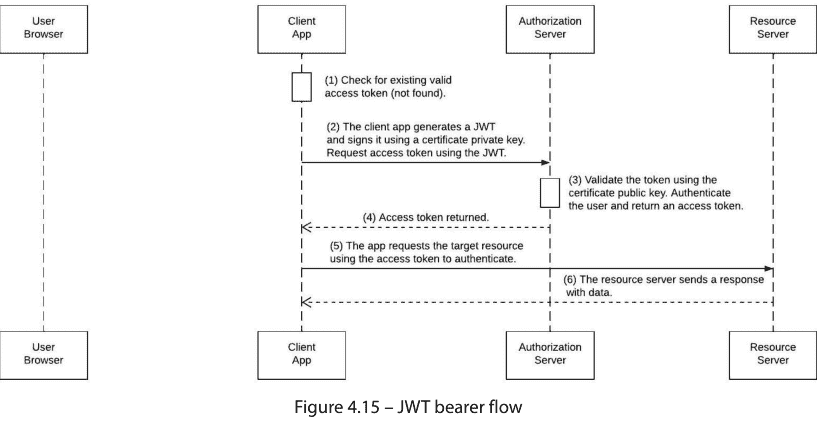 User
Browser
Client
App
Authorization
Server
Resource
Server
(1) Check for existing valid
access token (not found).
(2) The client app generates a JWT
and signs it using a certificate private key.
Request access token using the JWT.
(3) Validate the token using the
certificate public key. Authenticate
the user and return an access token.
(4) Access token returned.
(5) The app requests the target resource
using the access token to authenticate.
(6) The resource server sends a response
with data.
User
Browser
Client
App
Authorization
Server
Resource
Server
Figure 4.15 – JWT bearer flow